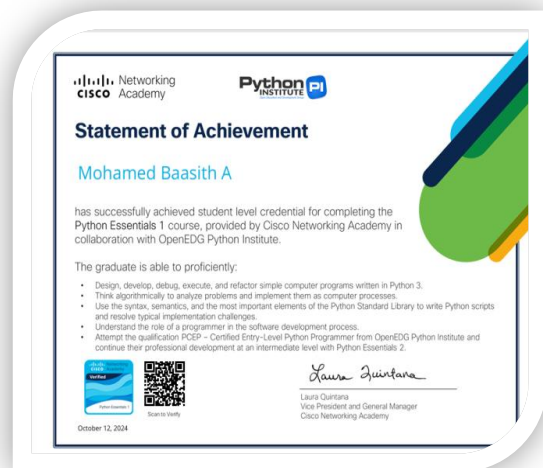 Networking
CISCO Academy
Python PI
INSTITUTE
Statement of Achievement
Mohamed Baasith A
has successfully achieved student level credential for completing the
Python Essentials 1 course, provided by Cisco Networking Academy in
collaboration with OpenEDG Python Institute.
The graduate is able to proficiently:
• Design, develop, debug, execute, and refactor simple computer programs written in Python 3.
• Think algorithmically to analyze problems and implement them as computer processes.
• Use the syntax, semantics, and the most important elements of the Python Standard Library to write Python scripts
and resolve typical implementation challenges.
• Understand the role of a programmer in the software development process.
• Attempt the qualification PCEP – Certified Entry-Level Python Programmer from OpenEDG Python Institute and
continue their professional development at an intermediate level with Python Essentials 2.
Verified
Python Essentials 1
Scan to Verify
October 12, 2024
Laura Quintana
Laura Quintana
Vice President and General Manager
Cisco Networking Academy